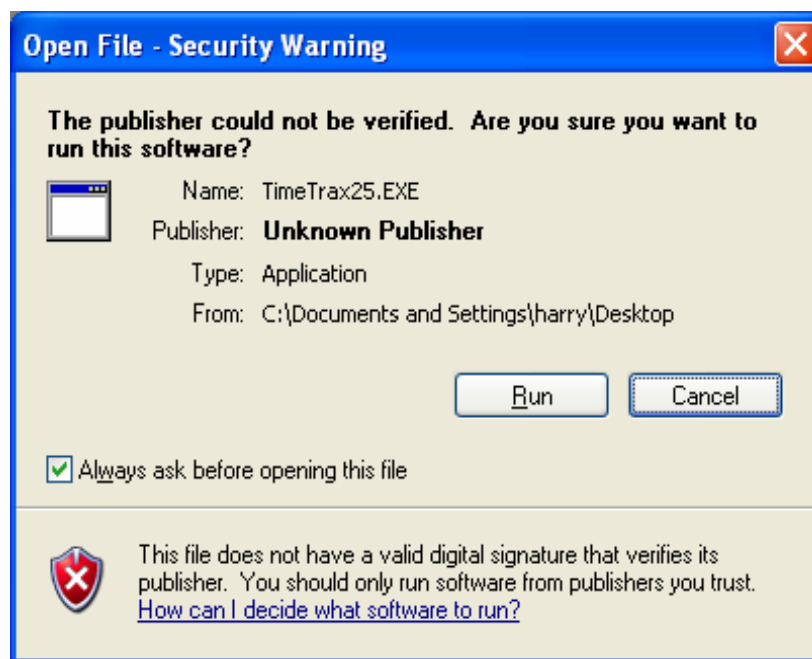 Open File - Security Warning
The publisher could not be verified.  Are you sure you want to
run this software?
Name: TimeTrax25.EXE
Publisher: Unknown Publisher
Type: Application
From: C:\Documents and Settings\harry\Desktop
Run Cancel
Always ask before opening this file
This file does not have a valid digital signature that verifies its
publisher.  You should only run software from publishers you trust.
How can I decide what software to run?